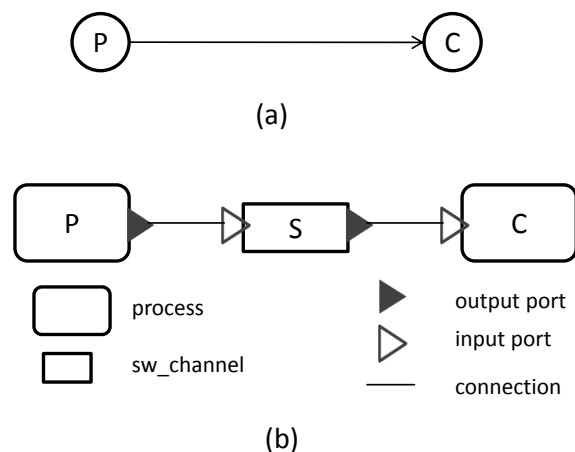 P
C
(a)
P
S
C
process
output port
sw_channel
input port
connection
(b)